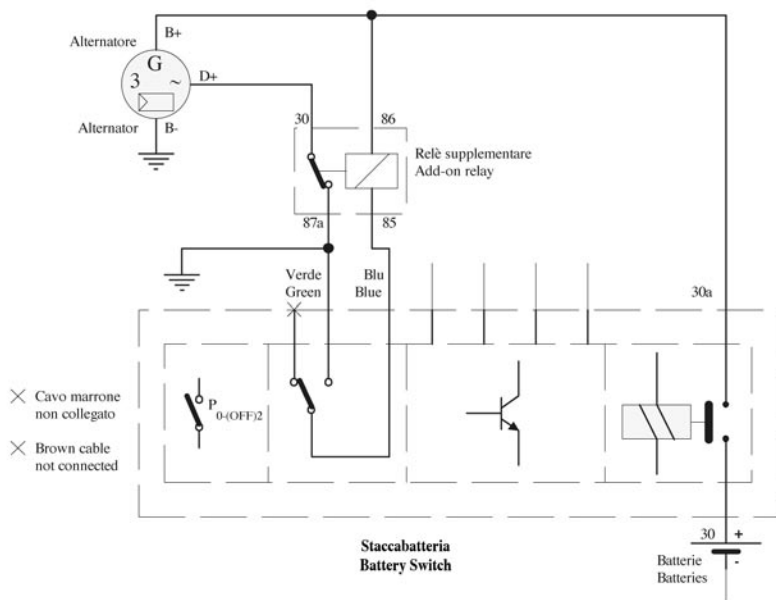 B+
Alternatore
G
3 ~
D+
Alternator
B-
30
86
Relè supplementare
Add-on relay
87a
85
Verde
Green
Blu
Blue
30a
Cavo marrone
non collegato
P0-(OFF)2
Brown cable
not connected
Staccabatteria
Battery Switch
30 +
-
Batterie
Batteries